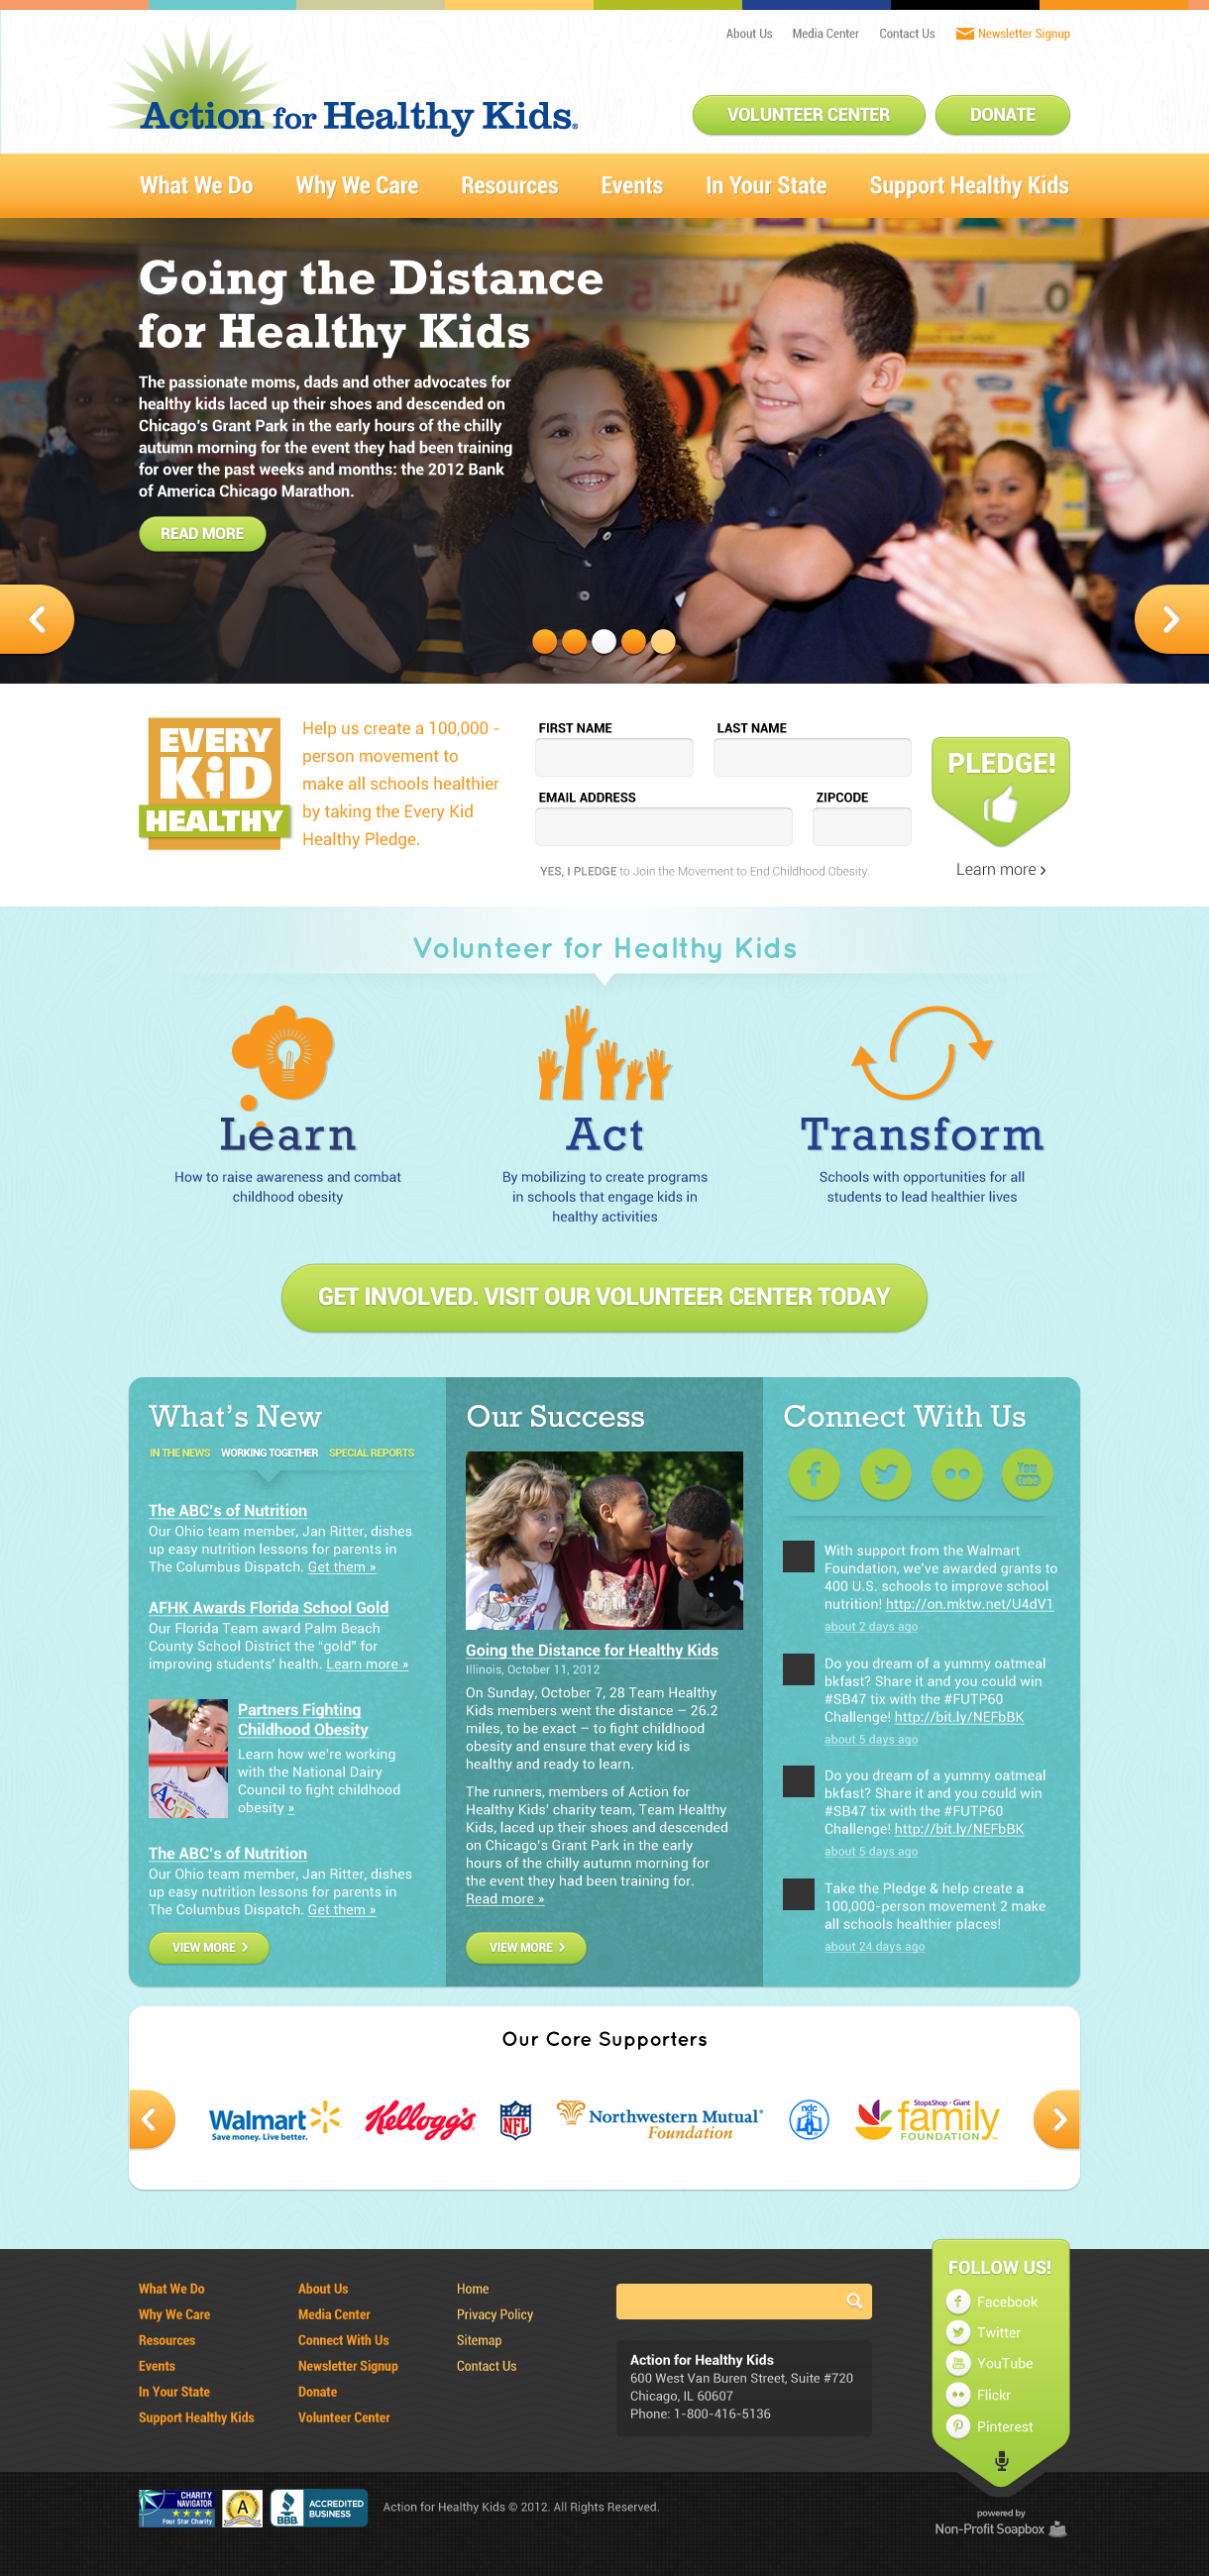 About Us
Media Center
Contact Us
Newsletter Signup
Action for Healthy Kids®
VOLUNTEER CENTER
DONATE
What We Do
Why We Care
Resources
Events
In Your State
Support Healthy Kids
Going the Distance
for Healthy Kids
The passionate moms, dads and other advocates for
healthy kids laced up their shoes and descended on
Chicago's Grant Park in the early hours of the chilly
autumn morning for the event they had been training
for over the past weeks and months: the 2012 Bank
of America Chicago Marathon.
READ MORE
EVERY
KiD
HEALTHY
Help us create a 100,000 -
person movement to
make all schools healthier
by taking the Every Kid
Healthy Pledge.
FIRST NAME
LAST NAME
EMAIL ADDRESS
ZIPCODE
YES, I PLEDGE to Join the Movement to End Childhood Obesity.
PLEDGE!
Learn more ›
Volunteer for Healthy Kids
Learn
How to raise awareness and combat
childhood obesity
Act
By mobilizing to create programs
in schools that engage kids in
healthy activities
Transform
Schools with opportunities for all
students to lead healthier lives
GET INVOLVED. VISIT OUR VOLUNTEER CENTER TODAY
What's New
IN THE NEWS
WORKING TOGETHER
SPECIAL REPORTS
The ABC's of Nutrition
Our Ohio team member, Jan Ritter, dishes
up easy nutrition lessons for parents in
The Columbus Dispatch. Get them »
AFHK Awards Florida School Gold
Our Florida Team award Palm Beach
County School District the “gold” for
improving students' health. Learn more »
Partners Fighting
Childhood Obesity
Learn how we're working
with the National Dairy
Council to fight childhood
obesity »
The ABC's of Nutrition
Our Ohio team member, Jan Ritter, dishes
up easy nutrition lessons for parents in
The Columbus Dispatch. Get them »
VIEW MORE ›
Our Success
Going the Distance for Healthy Kids
Illinois, October 11, 2012
On Sunday, October 7, 28 Team Healthy
Kids members went the distance – 26.2
miles, to be exact – to fight childhood
obesity and ensure that every kid is
healthy and ready to learn.
The runners, members of Action for
Healthy Kids' charity team, Team Healthy
Kids, laced up their shoes and descended
on Chicago's Grant Park in the early
hours of the chilly autumn morning for
the event they had been training for.
Read more »
VIEW MORE ›
Connect With Us
You Tube
With support from the Walmart
Foundation, we've awarded grants to
400 U.S. schools to improve school
nutrition! http://on.mktw.net/U4dV1
about 2 days ago
Do you dream of a yummy oatmeal
bkfast? Share it and you could win
#SB47 tix with the #FUTP60
Challenge! http://bit.ly/NEFbBK
about 5 days ago
Do you dream of a yummy oatmeal
bkfast? Share it and you could win
#SB47 tix with the #FUTP60
Challenge! http://bit.ly/NEFbBK
about 5 days ago
Take the Pledge & help create a
100,000-person movement 2 make
all schools healthier places!
about 24 days ago
Our Core Supporters
Walmart
Save money. Live better.
Kellogg's
NFL
Northwestern Mutual®
Foundation
ndc
Stop&Shop - Giant
family
FOUNDATION
What We Do
Why We Care
Resources
Events
In Your State
Support Healthy Kids
About Us
Media Center
Connect With Us
Newsletter Signup
Donate
Volunteer Center
Home
Privacy Policy
Sitemap
Contact Us
Action for Healthy Kids
600 West Van Buren Street, Suite #720
Chicago, IL 60607
Phone: 1-800-416-5136
FOLLOW US!
Facebook
Twitter
YouTube
Flickr
Pinterest
CHARITY
NAVIGATOR
Four Star Charity
A
BBB
ACCREDITED
BUSINESS
Action for Healthy Kids © 2012. All Rights Reserved.
powered by
Non-Profit Soapbox